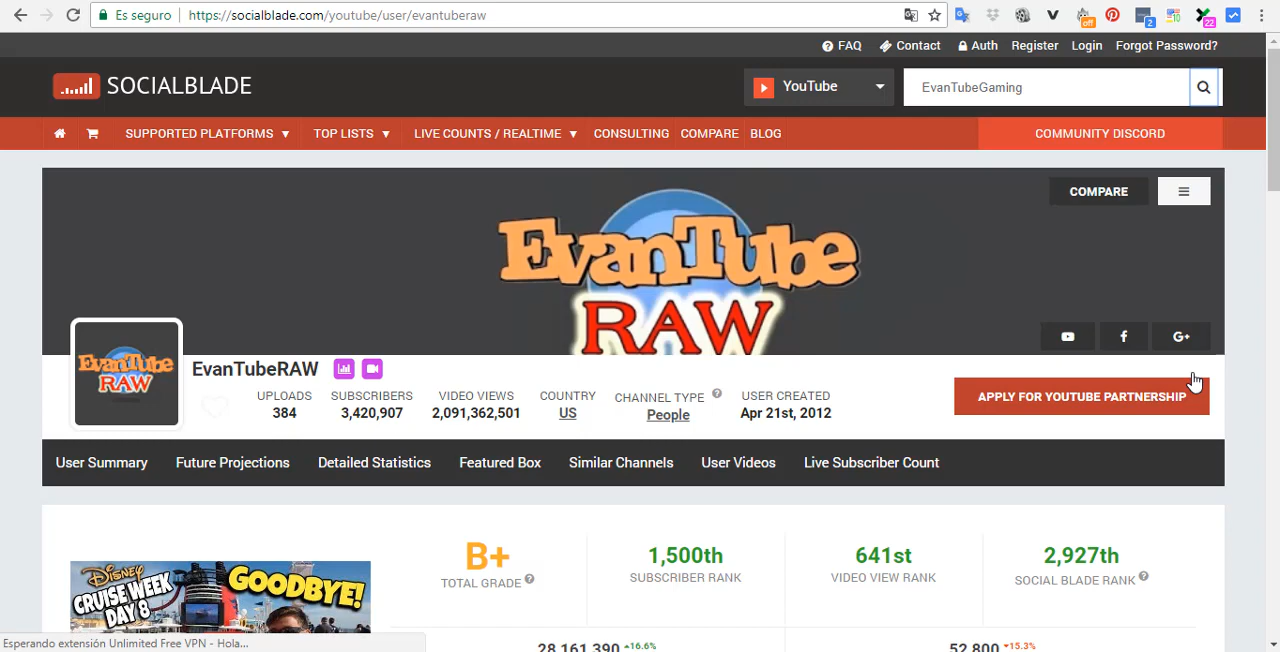 Es seguro https://socialblade.com/youtube/user/evantuberaw
off 2 10 22
FAQ Contact Auth Register Login Forgot Password?
SOCIALBLADE YouTube EvanTubeGaming
SUPPORTED PLATFORMS TOP LISTS LIVE COUNTS / REALTIME CONSULTING COMPARE BLOG COMMUNITY DISCORD
COMPARE
EvanTube
RAW
EvanTube
RAW
EvanTubeRAW
UPLOADS SUBSCRIBERS VIDEO VIEWS COUNTRY CHANNEL TYPE USER CREATED
384 3,420,907 2,091,362,501 US People Apr 21st, 2012
APPLY FOR YOUTUBE PARTNERSHIP
User Summary Future Projections Detailed Statistics Featured Box Similar Channels User Videos Live Subscriber Count
B+ 1,500th 641st 2,927th
TOTAL GRADE SUBSCRIBER RANK VIDEO VIEW RANK SOCIAL BLADE RANK
DISNEY
CRUISE WEEK
DAY 8
GOODBYE!
28,161,390 16.6% 52,800 15.3%
Esperando extensión Unlimited Free VPN - Hola...